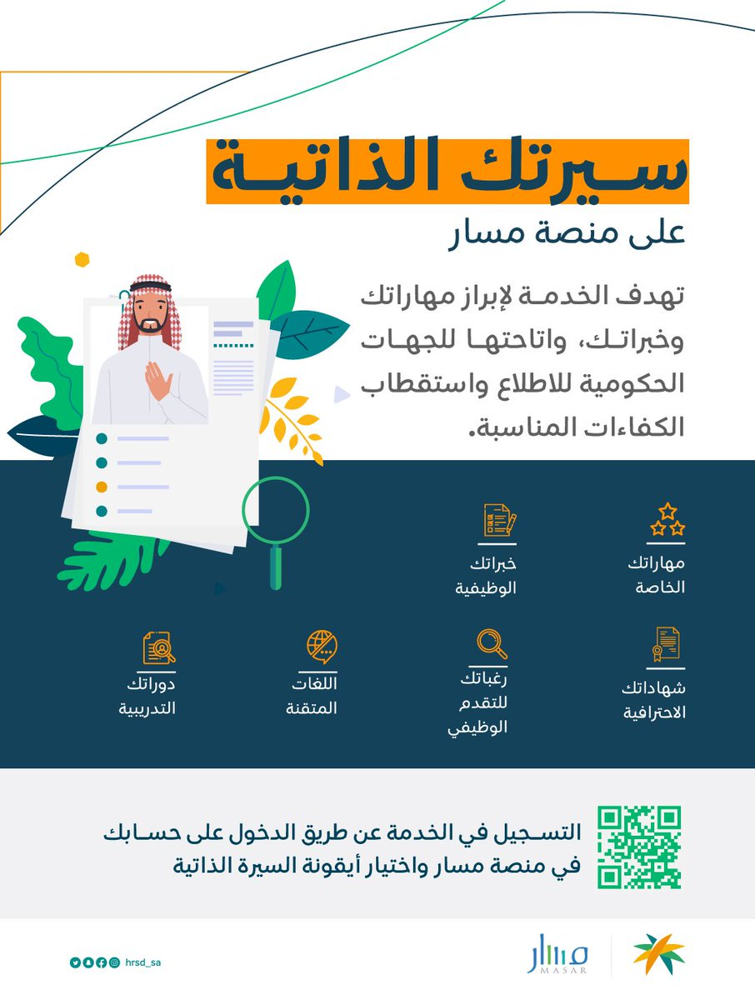 سيرتك الذاتية
على منصة مسار
تهدف الخدمة لإبراز مهاراتك
وخبراتك، واتاحتها للجهات
الحكومية للاطلاع واستقطاب
الكفاءات المناسبة.
مهاراتك
الخاصة
خبراتك
الوظيفية
شهاداتك
الاحترافية
رغباتك
للتقدم
الوظيفي
اللغات
المتقنة
دوراتك
التدريبية
التسجيل في الخدمة عن طريق الدخول على حسابك
في منصة مسار واختيار أيقونة السيرة الذاتية
مسار
MASAR
hrsd_sa